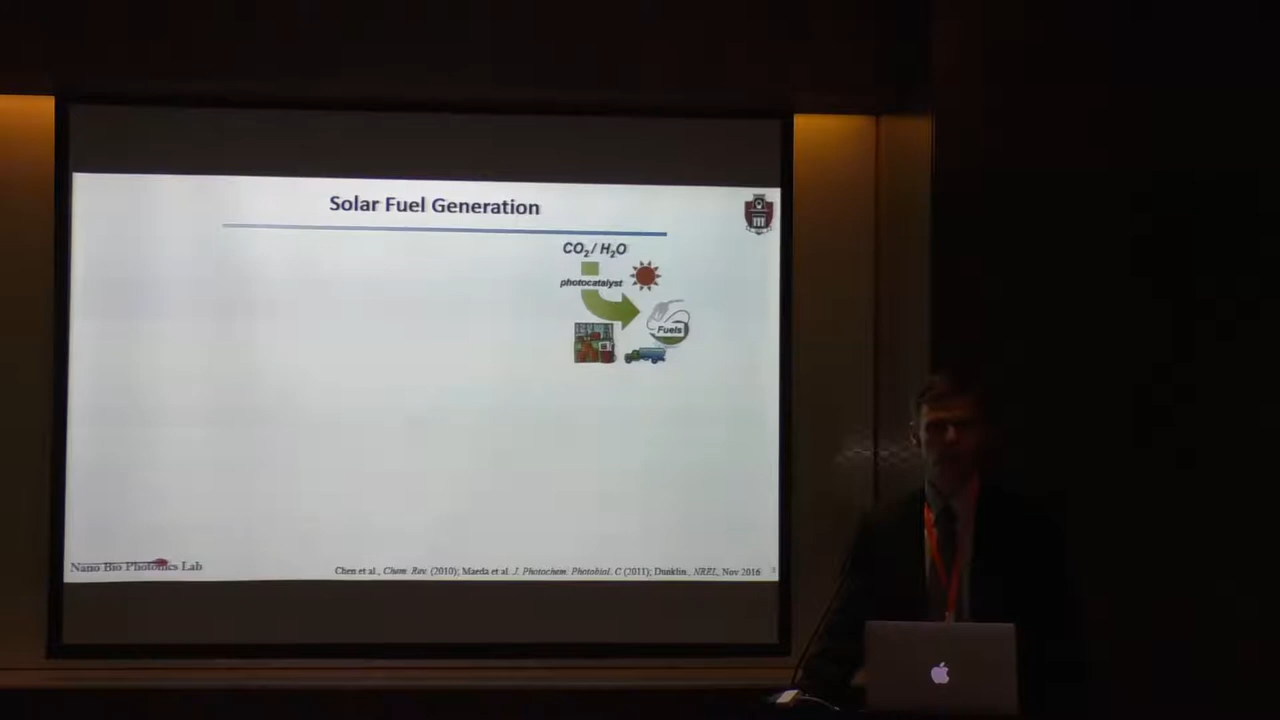 Solar Fuel Generation
CO2 / H2O
photocatalyst
Fuels
Nano Bio Photonics Lab
Chen et al., Chem. Rev. (2010); Maeda et al. J. Photochem. Photobiol. C (2011); Dunklin, NREL, Nov 2016